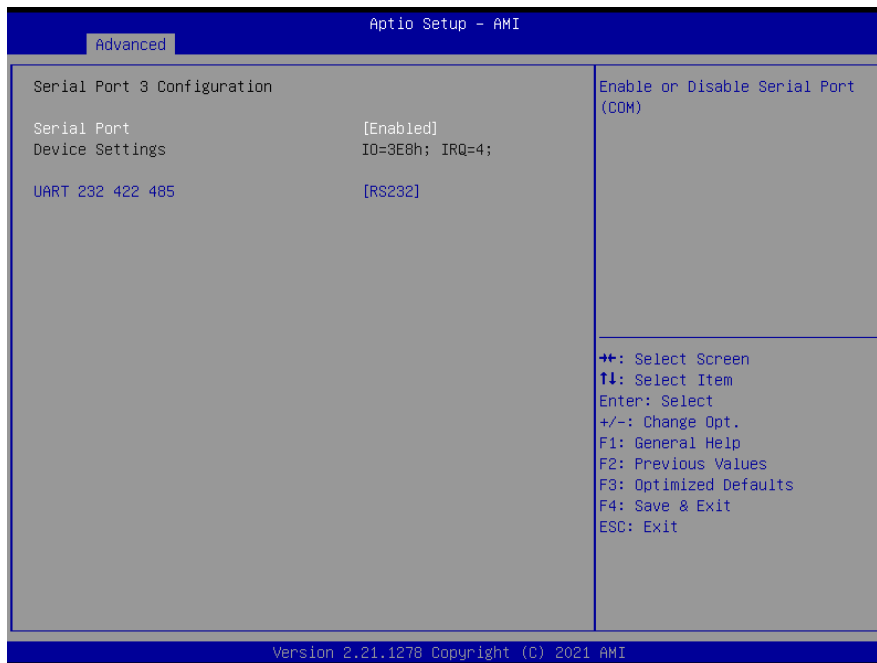 Aptio Setup – AMI
Advanced
Serial Port 3 Configuration
Serial Port [Enabled]
Device Settings IO=3E8h; IRQ=4;
UART 232 422 485 [RS232]
Enable or Disable Serial Port
(COM)
→←: Select Screen
↑↓: Select Item
Enter: Select
+/-: Change Opt.
F1: General Help
F2: Previous Values
F3: Optimized Defaults
F4: Save & Exit
ESC: Exit
Version 2.21.1278 Copyright (C) 2021 AMI